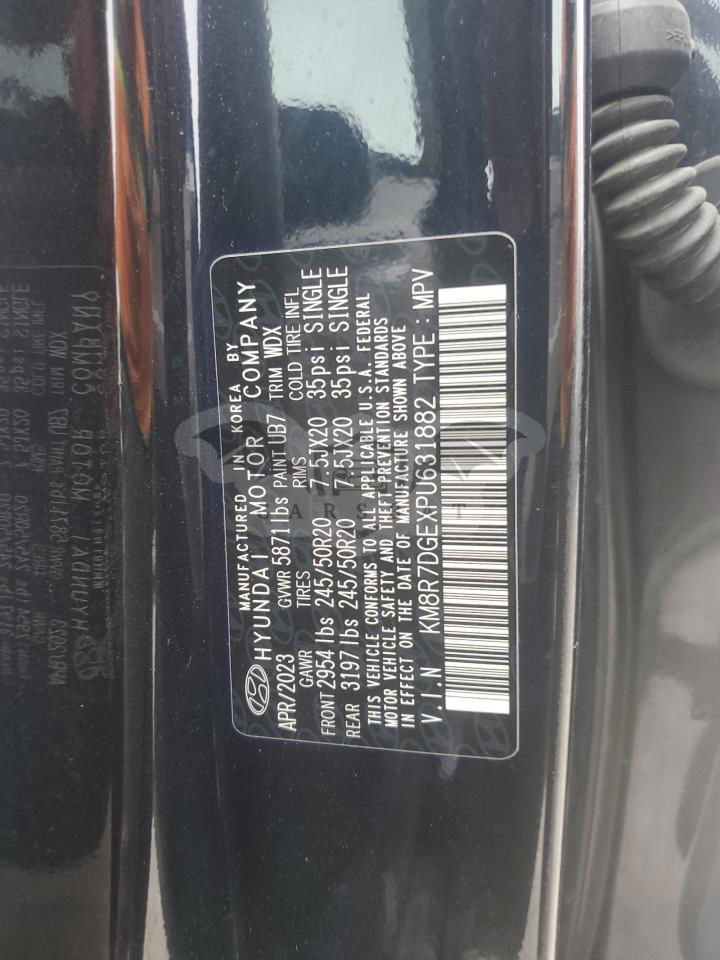 MANUFACTURED IN KOREA BY
HYUNDAI MOTOR COMPANY
APR/2023 GVWR 5871lbs PAINT UB7 TRIM WDX
GAWR TIRES RIMS COLD TIRE INFL
FRONT 2954 lbs 245/50R20 7.5JX20 35psi SINGLE
REAR 3197 lbs 245/50R20 7.5JX20 35psi SINGLE
THIS VEHICLE CONFORMS TO ALL APPLICABLE U.S.A. FEDERAL
MOTOR VEHICLE SAFETY AND THEFT-PREVENTION STANDARDS
IN EFFECT ON THE DATE OF MANUFACTURE SHOWN ABOVE
V.I.N KM8R7DGEXPU631882 TYPE : MPV